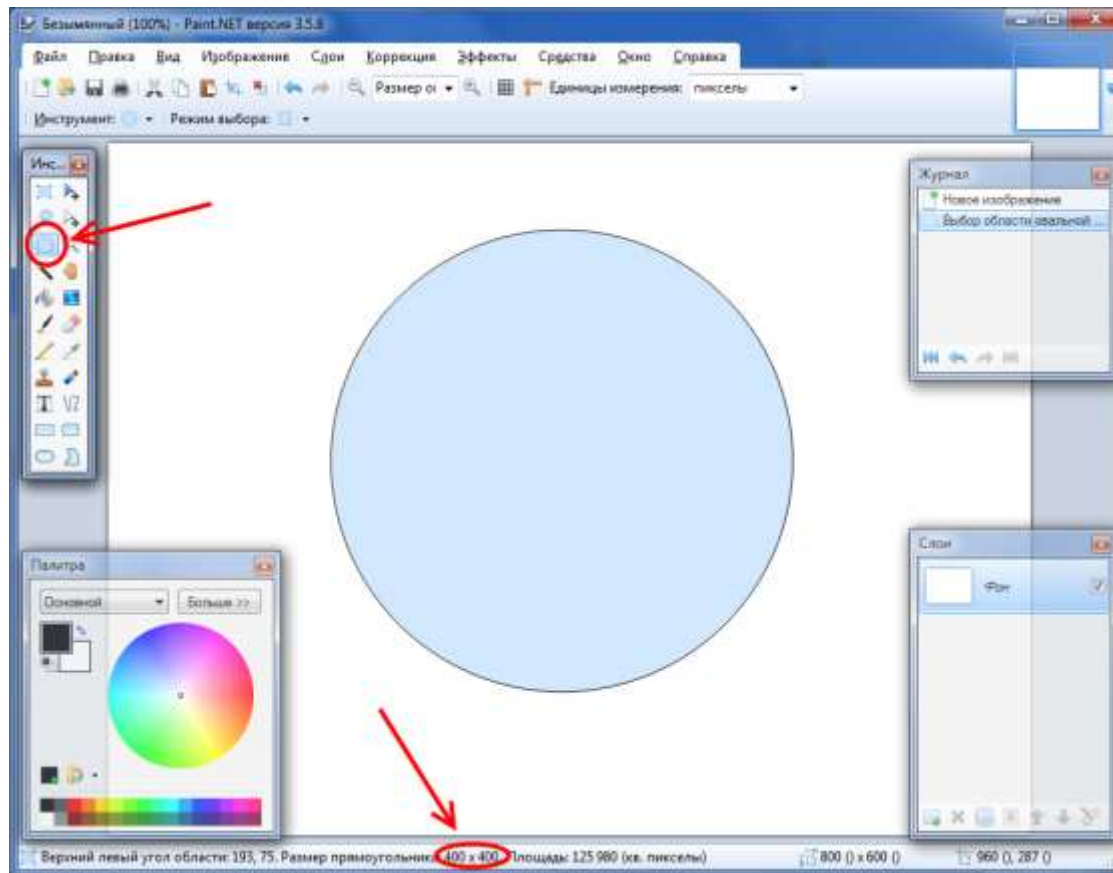 Безымянный (100%) - Paint.NET версия 3.5.8
Файл Правка Вид Изображение Слои Коррекция Эффекты Средства Окно Справка
Размер Единицы измерения: пикселы
Инструмент: Режим выбора:
Инс...
Журнал
Новое изображение
Выбор области овальной ...
Палитра
Основной Больше >>
Слои
Фон
Верхний левый угол области: 193, 75. Размер прямоугольника 400 x 400. Площадь: 125 980 (кв. пикселы) 800 () x 600 () 960 (), 287 ()